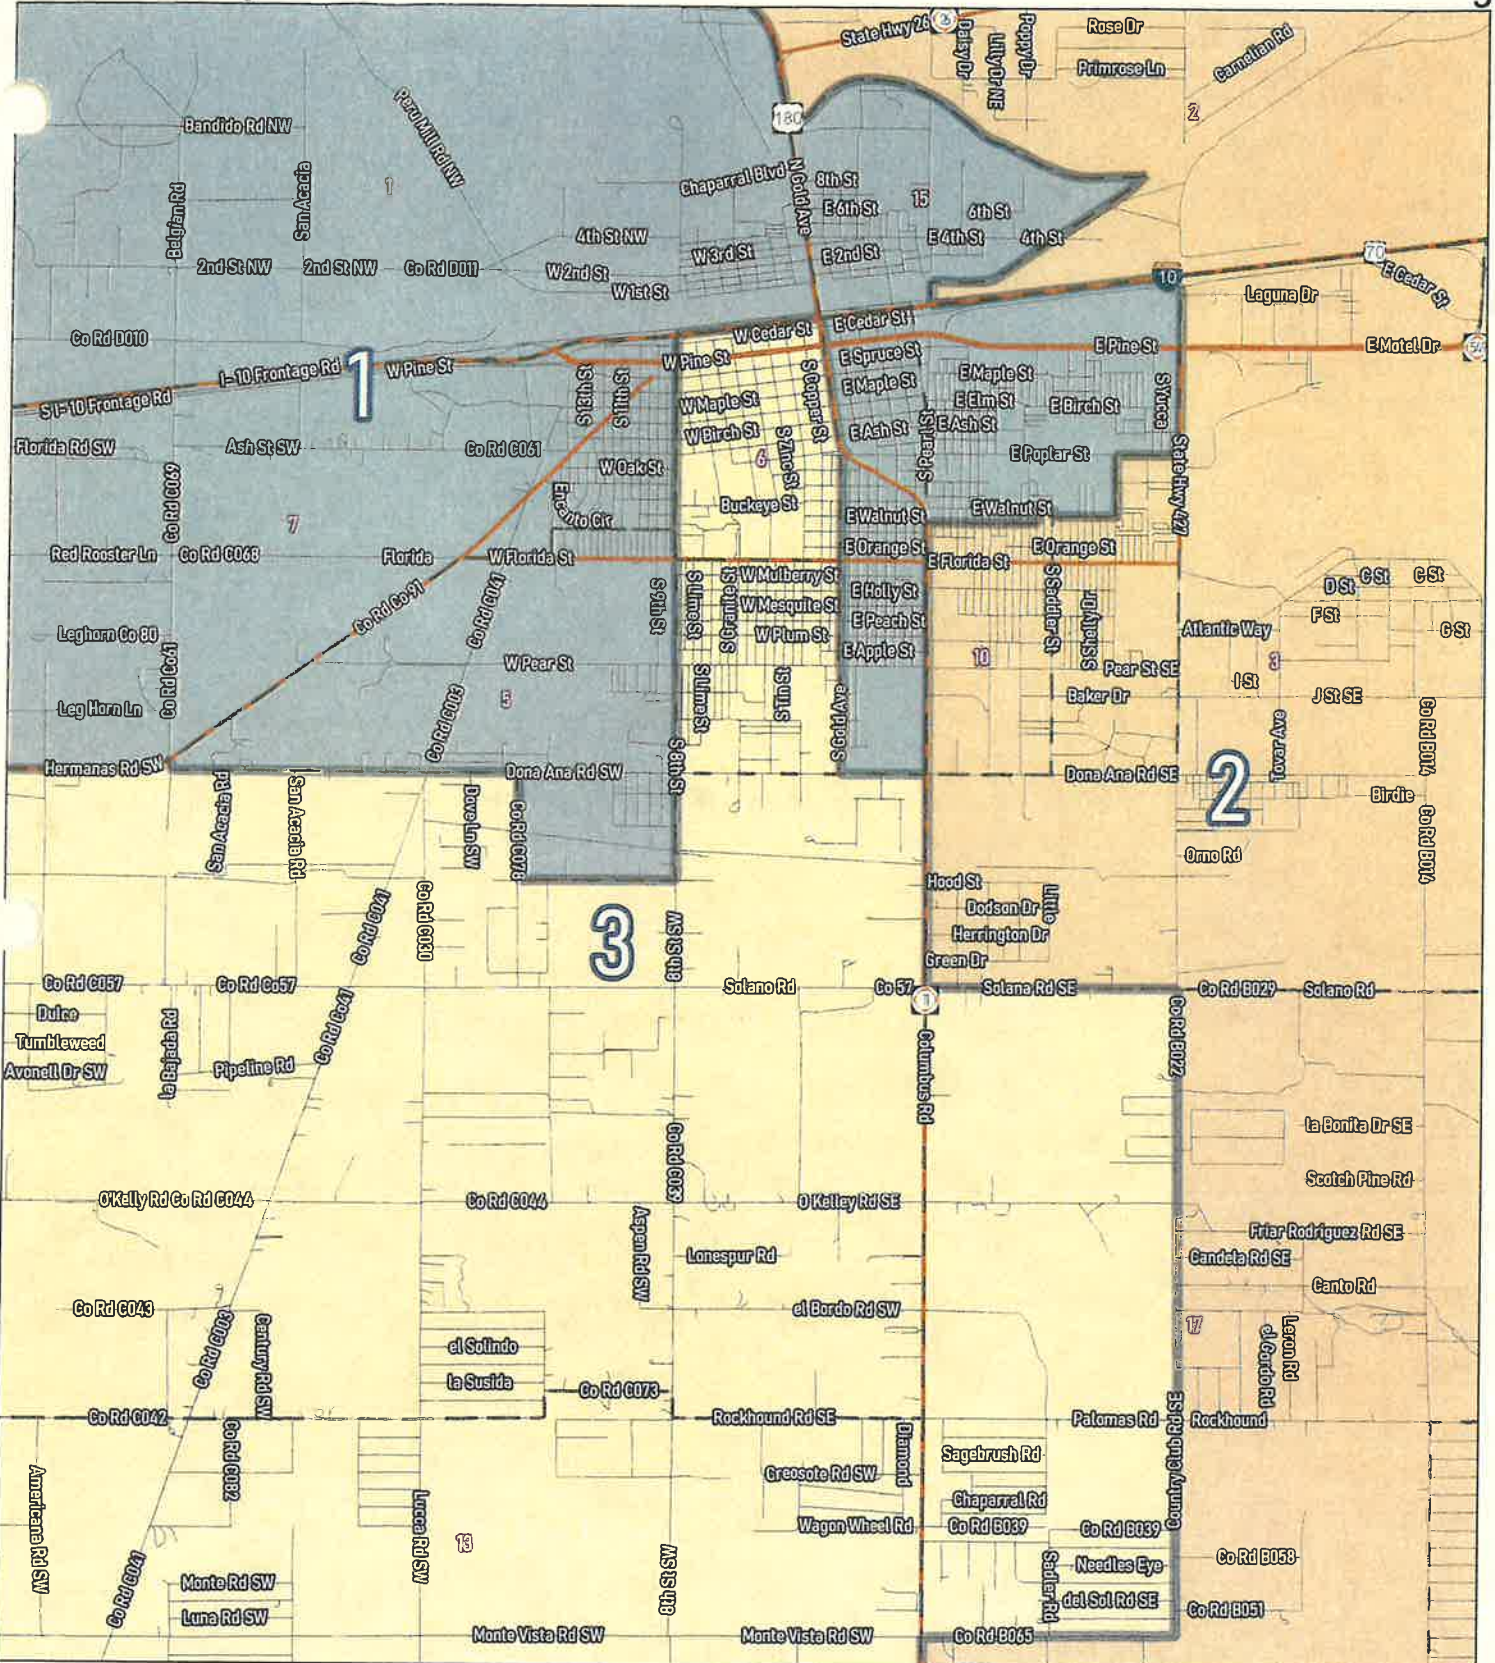 State Hwy 26
26
Daisy Dr
Lilly Dr NE
Poppy Dr
Rose Dr
Primrose Ln
Carnelian Rd
2
180
Bandido Rd NW
Peru Mill Rd NW
1
San Acacia
Belgian Rd
Chaparral Blvd
N Gold Ave
8th St
E 6th St
15
6th St
4th St NW
W 3rd St
E 2nd St
E 4th St
4th St
2nd St NW
2nd St NW
Co Rd D011
W 2nd St
W 1st St
70
10
E Cedar St
Laguna Dr
Co Rd D010
W Cedar St
E Cedar St
E Pine St
E Motel Dr
I-10 Frontage Rd
S I-10 Frontage Rd
1
W Pine St
W Pine St
E Spruce St
S 13th St
S 11th St
W Maple St
S Copper St
E Maple St
E Maple St
E Elm St
E Birch St
S Yucca
W Birch St
E Ash St
E Ash St
S Pearl St
Florida Rd SW
Ash St SW
Co Rd C061
W Oak St
6
S Zinc St
E Poplar St
State Hwy 427
Co Rd C069
Encanto Cir
Buckeye St
E Walnut St
E Walnut St
7
Red Rooster Ln
Co Rd C068
Florida
W Florida St
E Orange St
E Florida St
E Orange St
Co Rd Co 91
Co Rd C041
S 9th St
S Lime St
S Granite St
W Mulberry St
W Mesquite St
W Plum St
E Holly St
E Peach St
E Apple St
S Saddler St
S Shelly Dr
D St
C St
C St
F St
G St
Atlantic Way
3
I St
J St SE
Leghorn Co 80
Co Rd Co41
Leg Horn Ln
W Pear St
5
Co Rd C003
S Lime St
S Tin St
S Gold Ave
10
Pear St SE
Baker Dr
Tovar Ave
Co Rd B014
Hermanas Rd SW
Dona Ana Rd SW
S 8th St
Dona Ana Rd SE
2
Birdie
Co Rd B014
Orno Rd
San Acacia Rd
San Acacia Rd
Dove Ln SW
Co Rd C078
Co Rd C041
Co Rd C030
3
Hood St
Dodson Dr
Little
Herrington Dr
Green Dr
Co Rd C057
Co Rd Co57
Solano Rd
Co 57
Solana Rd SE
Co Rd B029
Solano Rd
11
Dulce
Tumbleweed
Avonell Dr SW
La Bajada Rd
Pipeline Rd
Co Rd C041
Columbus Rd
Co Rd B022
La Bonita Dr SE
Scotch Pine Rd
Co Rd C039
O'Kelly Rd Co Rd C044
Co Rd C044
O Kelley Rd SE
Friar Rodriguez Rd SE
Aspen Rd SW
Lonespur Rd
Candela Rd SE
Canto Rd
Co Rd C043
Co Rd C003
Century Rd SW
el Bordo Rd SW
17
el Gordo Rd
Leron Rd
el Solindo
la Susida
Co Rd C073
Co Rd C042
Co Rd C082
Rockhound Rd SE
Palomas Rd
Rockhound
Country Club Rd SE
Diamond
Sagebrush Rd
Creosote Rd SW
Chaparral Rd
Wagon Wheel Rd
Co Rd B039
Co Rd B039
Americana Rd SW
Lucca Rd SW
13
Co Rd C041
Monte Rd SW
Luna Rd SW
Needles Eye
Sadler Rd
del Sol Rd SE
Co Rd B058
Co Rd B051
Monte Vista Rd SW
Monte Vista Rd SW
Co Rd B065